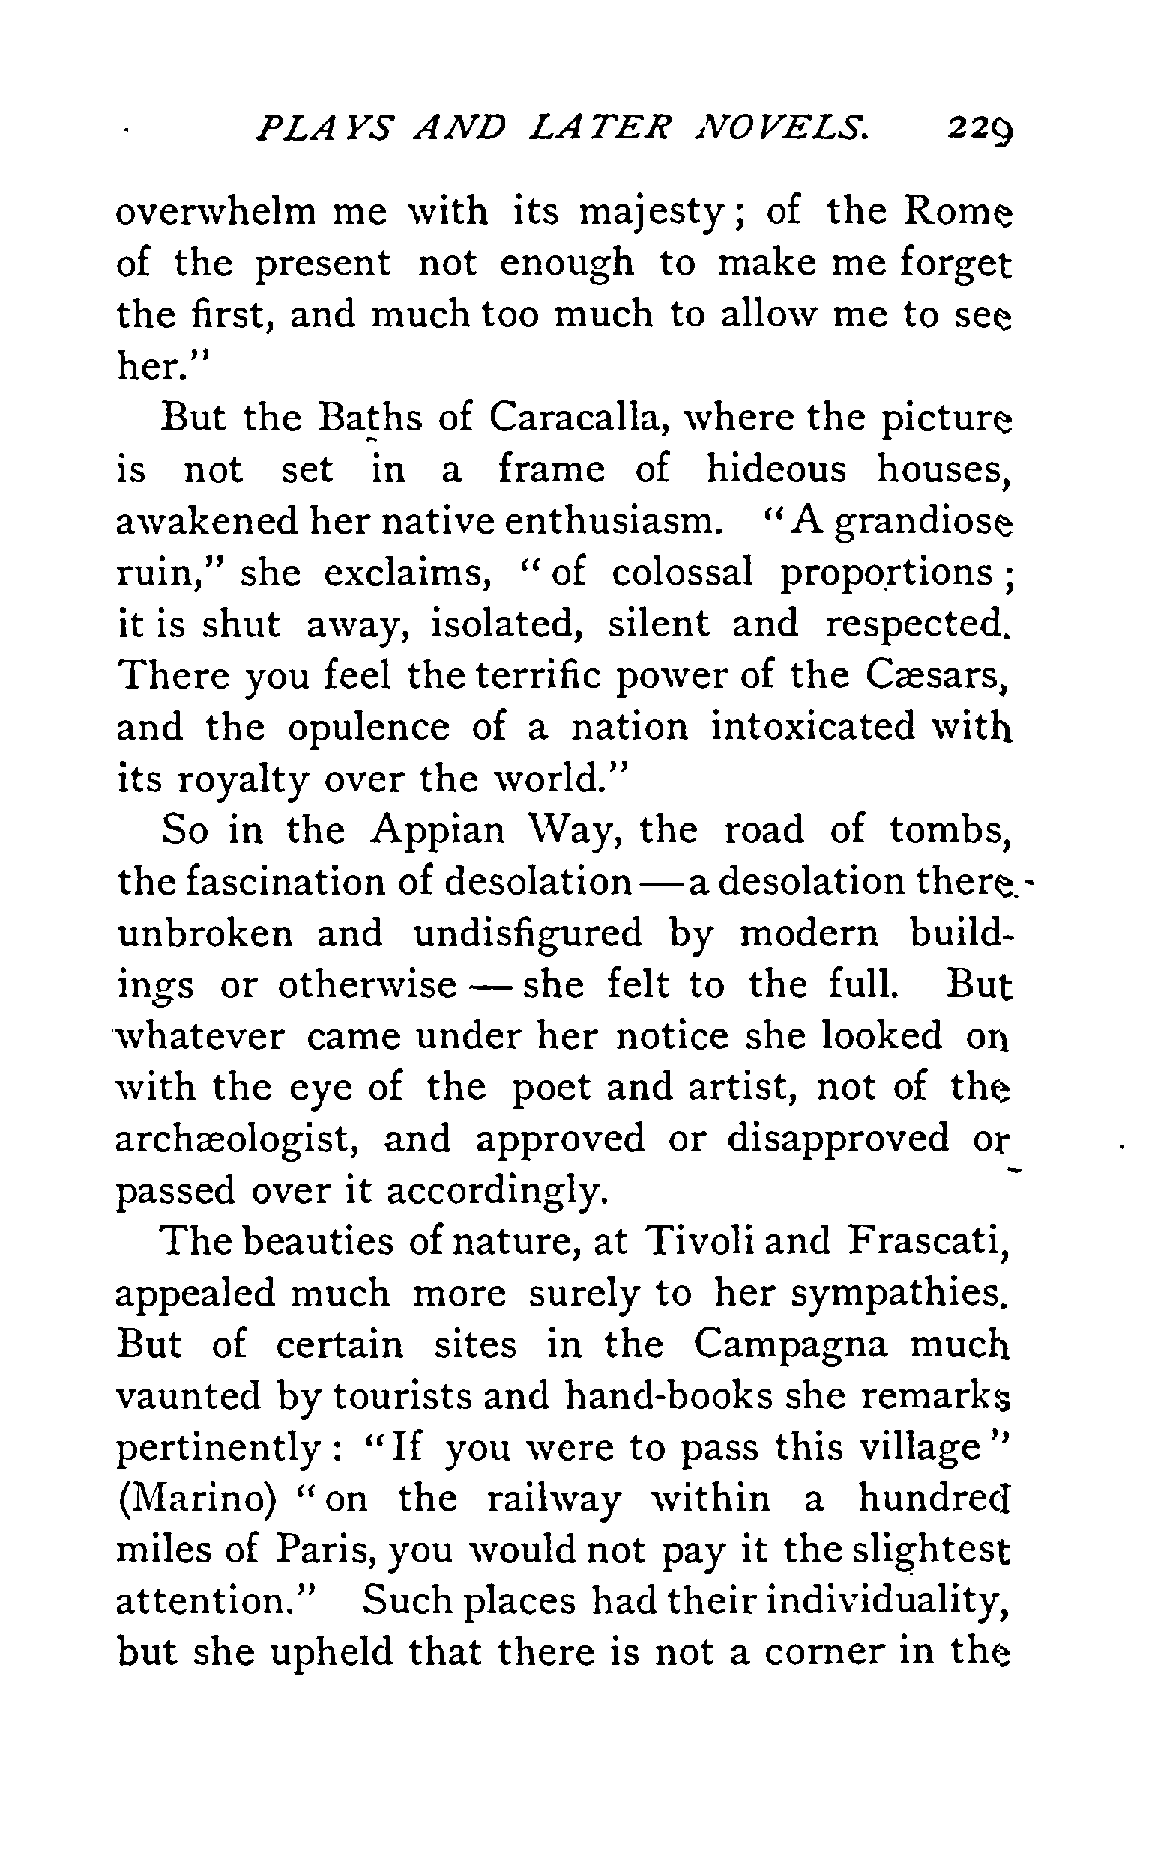 PLAYS AND LATER NOVELS. 229
overwhelm me with its majesty; of the Rome
of the present not enough to make me forget
the first, and much too much to allow me to see
her."
But the Baths of Caracalla, where the picture
is not set in a frame of hideous houses,
awakened her native enthusiasm. "A grandiose
ruin," she exclaims, "of colossal proportions;
it is shut away, isolated, silent and respected.
There you feel the terrific power of the Cæsars,
and the opulence of a nation intoxicated with
its royalty over the world."
So in the Appian Way, the road of tombs,
the fascination of desolation—a desolation there
unbroken and undisfigured by modern build-
ings or otherwise — she felt to the full. But
whatever came under her notice she looked on
with the eye of the poet and artist, not of the
archæologist, and approved or disapproved or
passed over it accordingly.
The beauties of nature, at Tivoli and Frascati,
appealed much more surely to her sympathies.
But of certain sites in the Campagna much
vaunted by tourists and hand-books she remarks
pertinently: "If you were to pass this village"
(Marino) "on the railway within a hundred
miles of Paris, you would not pay it the slightest
attention." Such places had their individuality,
but she upheld that there is not a corner in the